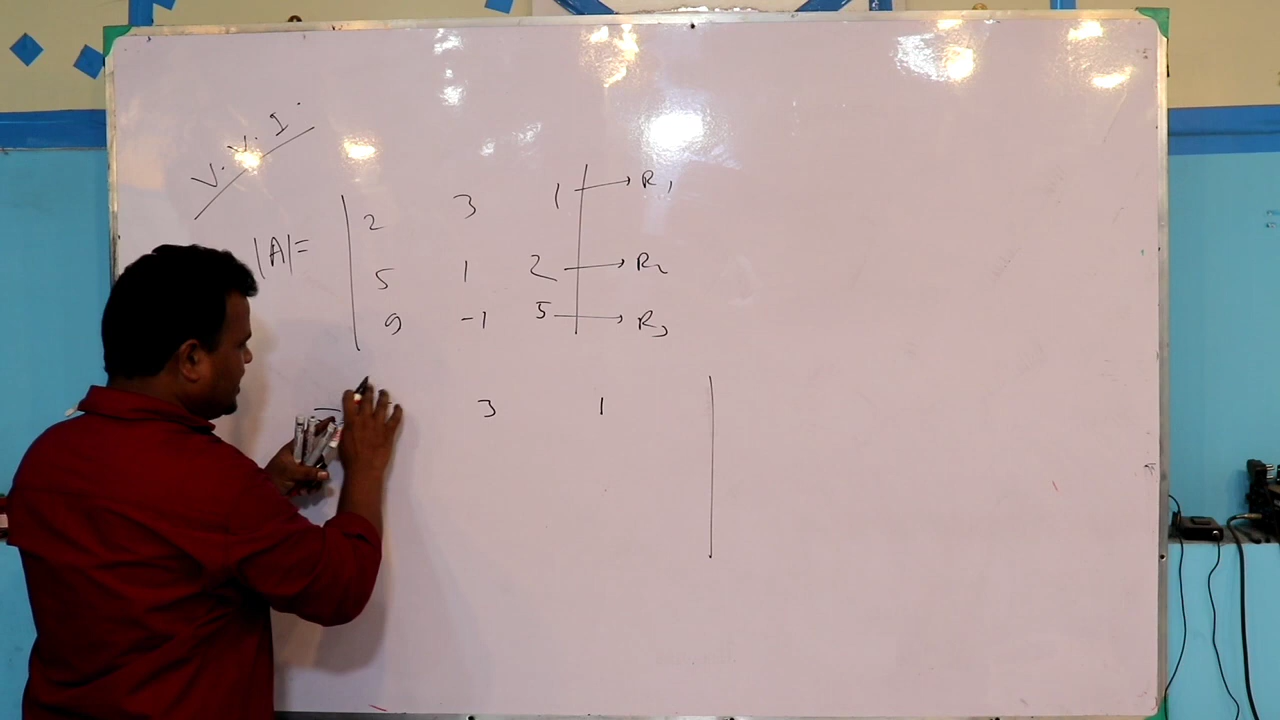 V. V. I.
2 3 1 → R1
|A|=
5 1 2 → R2
9 -1 5 → R3
= 3 1